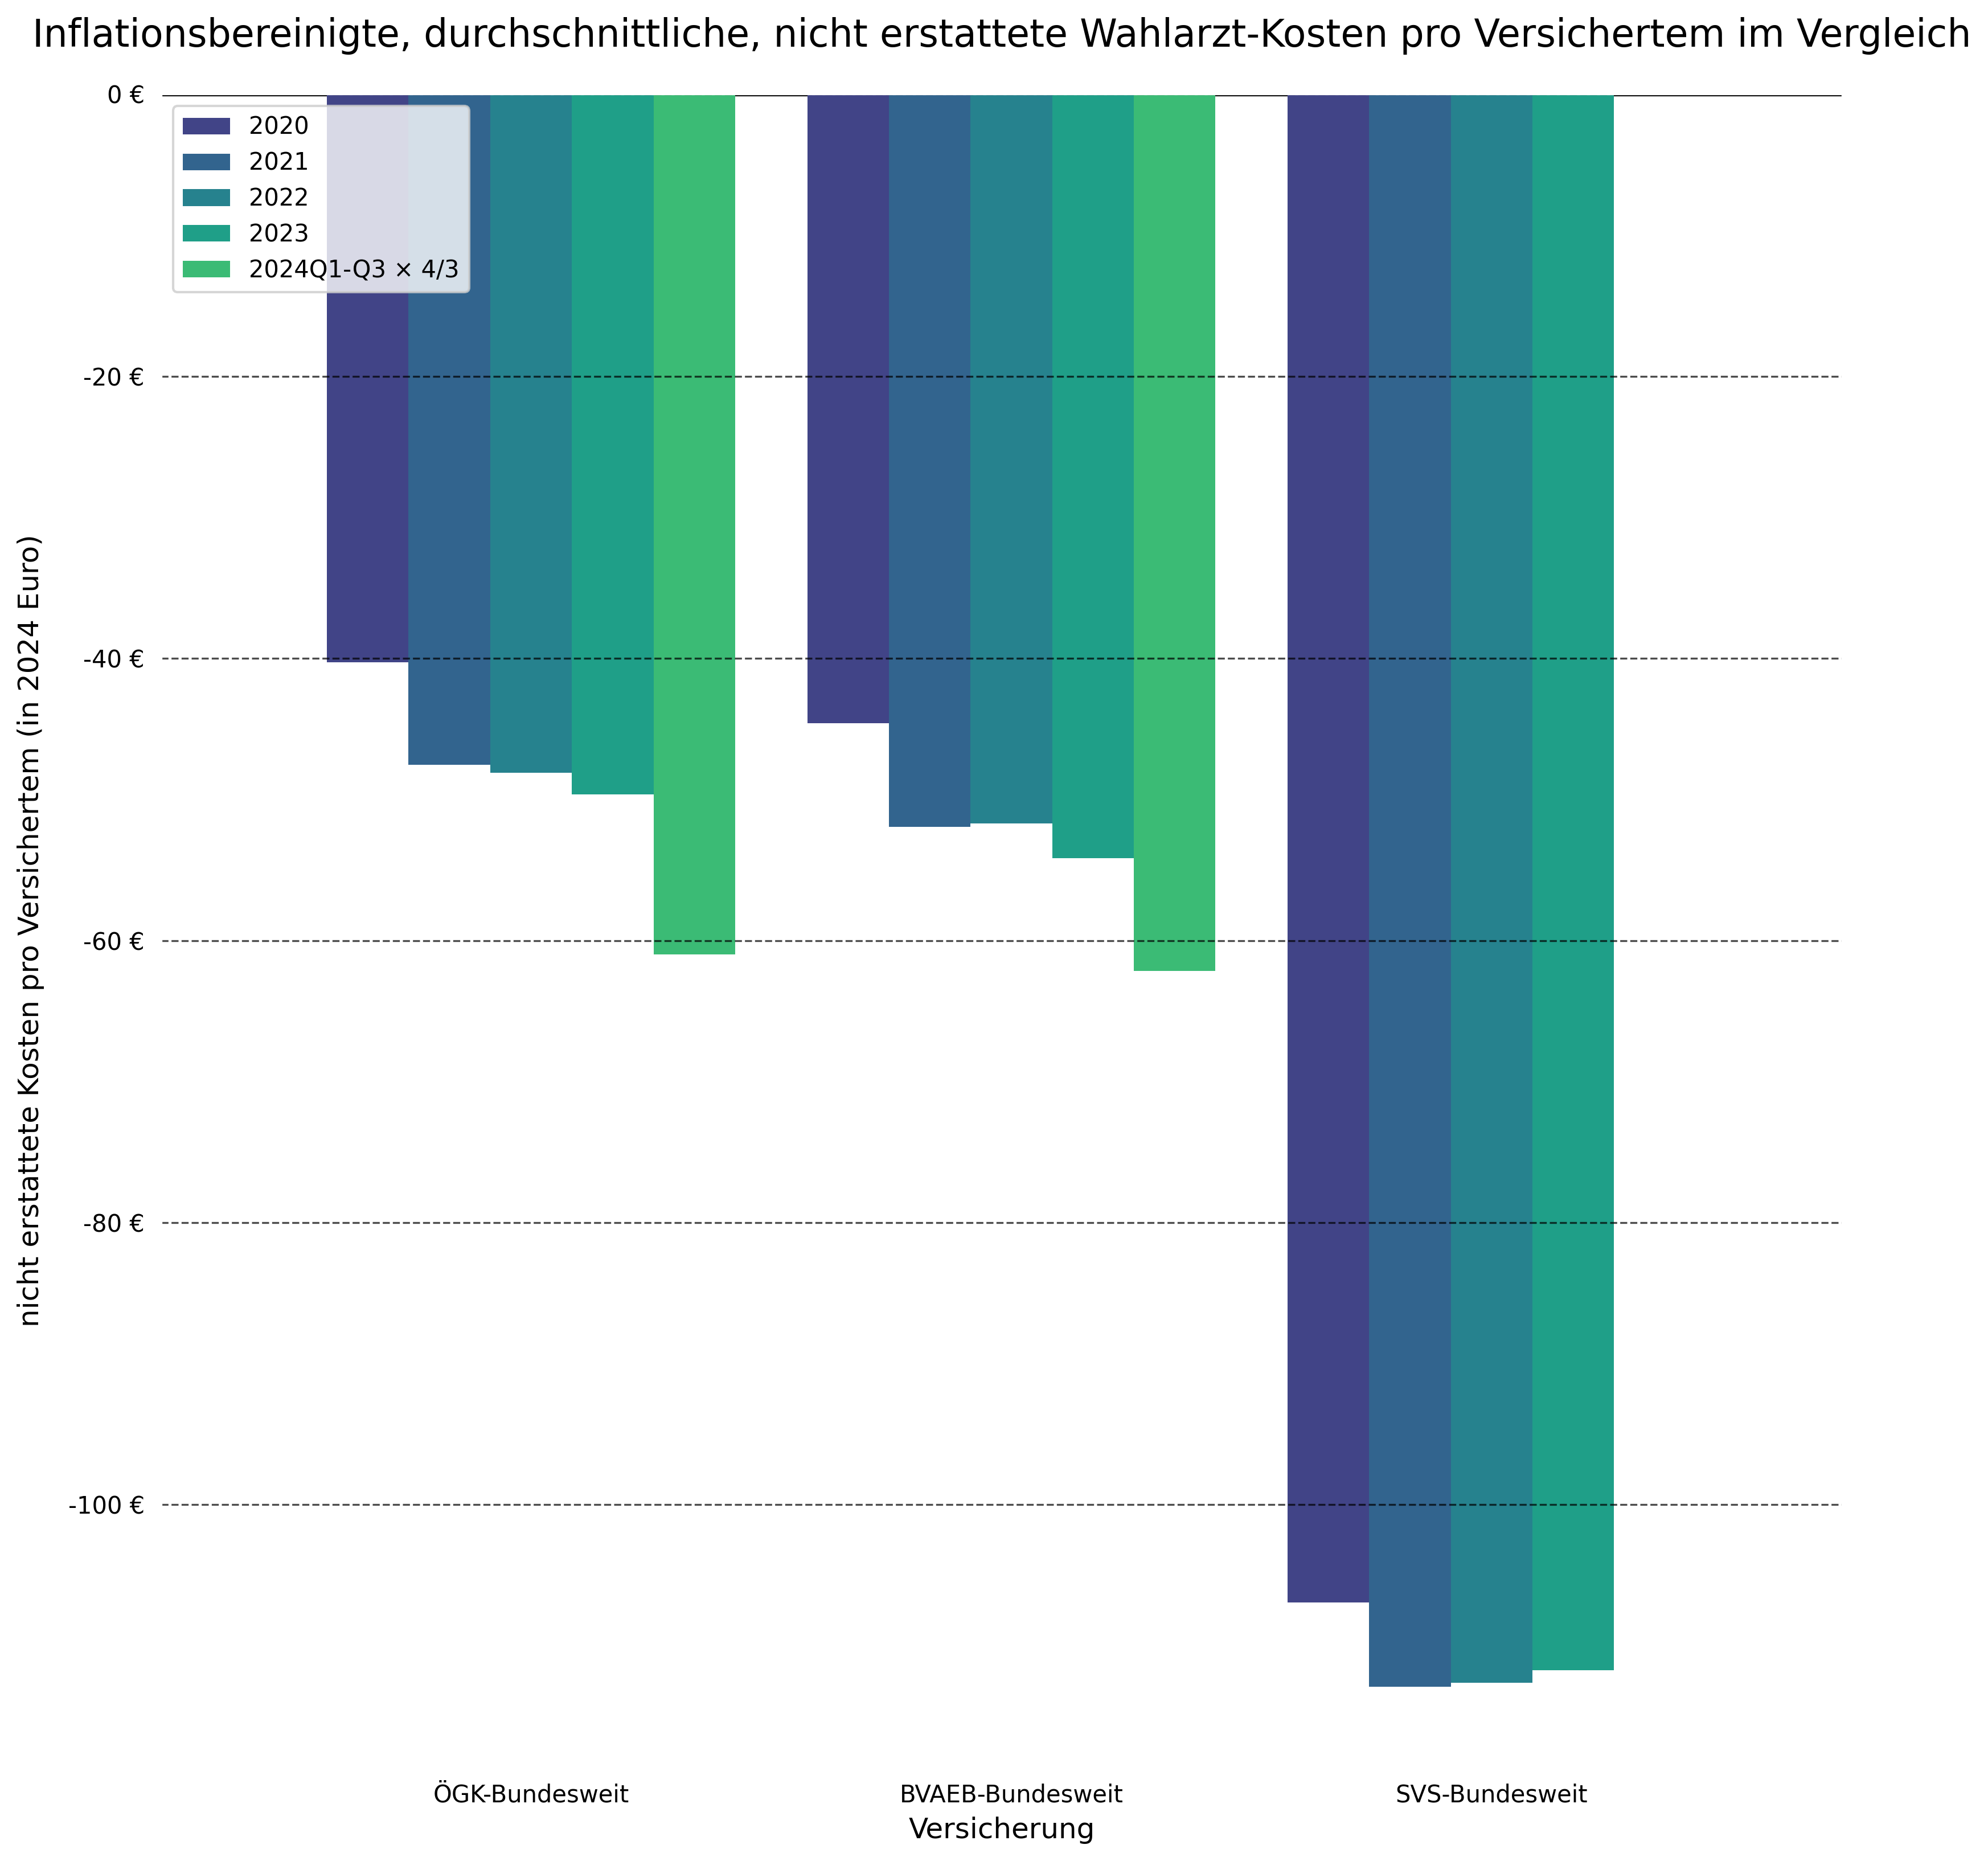 Inflationsbereinigte, durchschnittliche, nicht erstattete Wahlarzt-Kosten pro Versichertem im Vergleich
nicht erstattete Kosten pro Versichertem (in 2024 Euro)
0 €
-20 €
-40 €
-60 €
-80 €
-100 €
2020
2021
2022
2023
2024Q1-Q3 × 4/3
ÖGK-Bundesweit
BVAEB-Bundesweit
SVS-Bundesweit
Versicherung